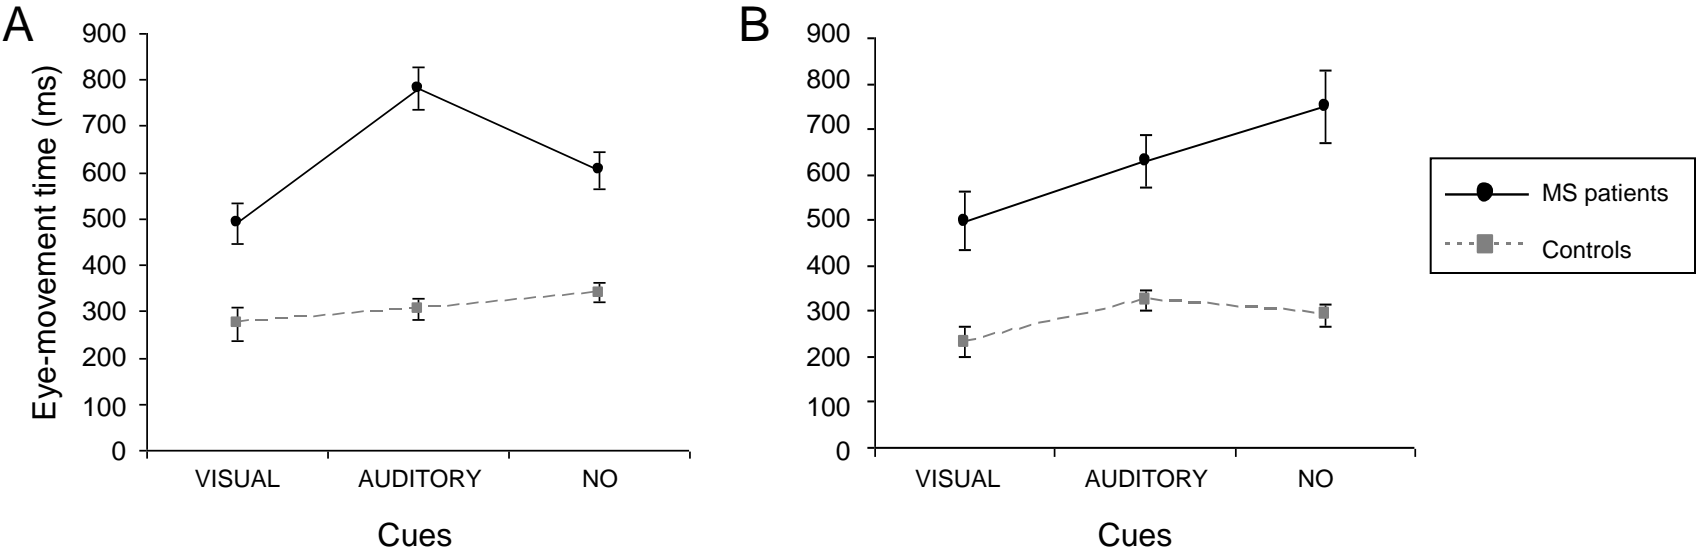 A
Eye-movement time (ms)
900
800
700
600
500
400
300
200
100
0
VISUAL AUDITORY NO
Cues
B
900
800
700
600
500
400
300
200
100
0
VISUAL AUDITORY NO
Cues
MS patients
Controls